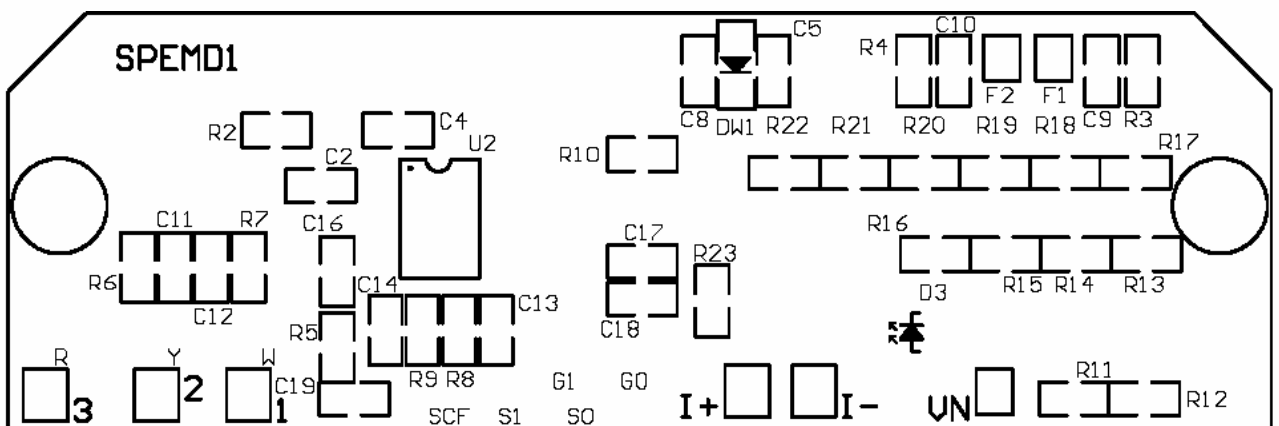 C5
R4 C10
SPEMD1
F2 F1
C8 DW1 R22 R21 R20 R19 R18 C9 R3
R2 C4
U2 R17
R10 C2
C11 R7 C16 R16
C17
R23
R6 C14 R15 R14 R13
C12 D3
C13
R5 C18
R Y W
R11
C19 R9 R8 G1 G0
3 2 1 I+ I- VN R12
SCF S1 S0